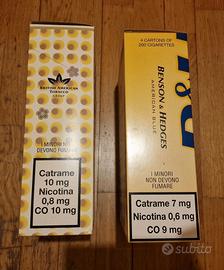 BRITISH AMERICAN
TOBACCO
I MINORI NON
DEVONO FUMARE
Catrame
10 mg
Nicotina
0,8 mg
CO 10 mg
4 CARTONS OF
200 CIGARETTES
BENSON & HEDGES
AMERICAN BLUE
I MINORI
NON DEVONO
FUMARE
Catrame 7 mg
Nicotina 0,6 mg
CO 9 mg
subito